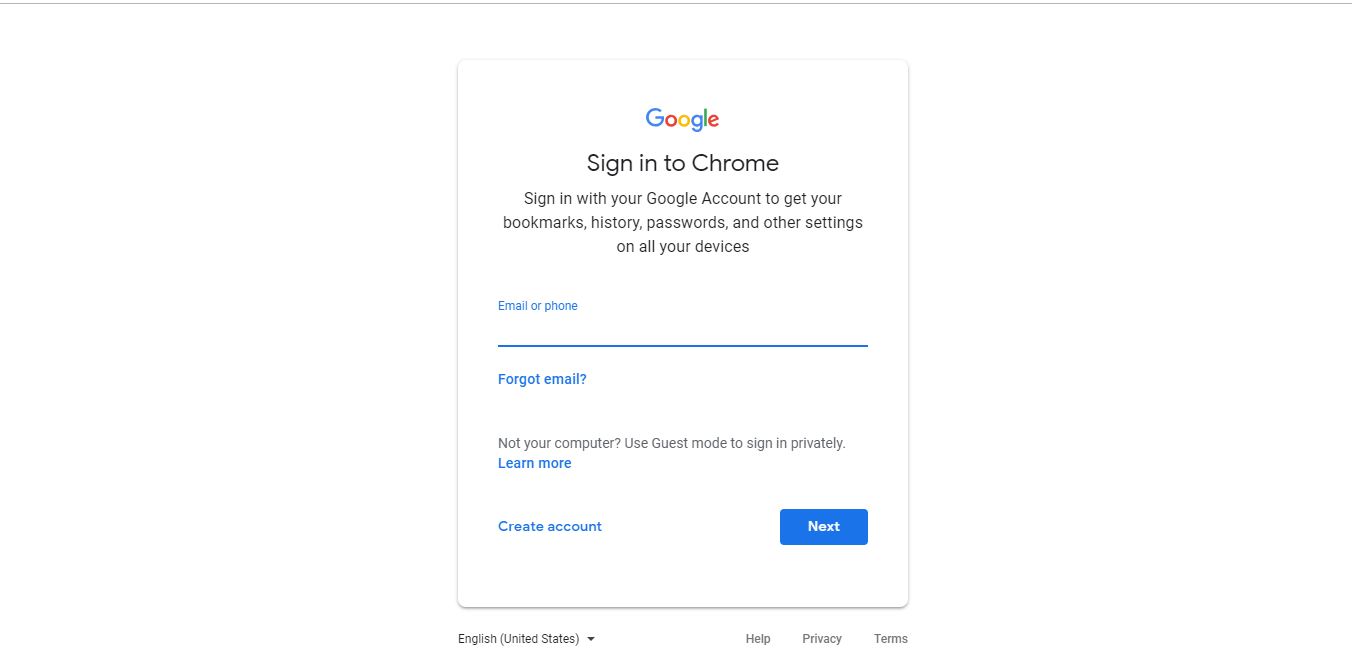 Google
Sign in to Chrome
Sign in with your Google Account to get your
bookmarks, history, passwords, and other settings
on all your devices
Email or phone
Forgot email?
Not your computer? Use Guest mode to sign in privately.
Learn more
Create account
Next
English (United States)
Help
Privacy
Terms